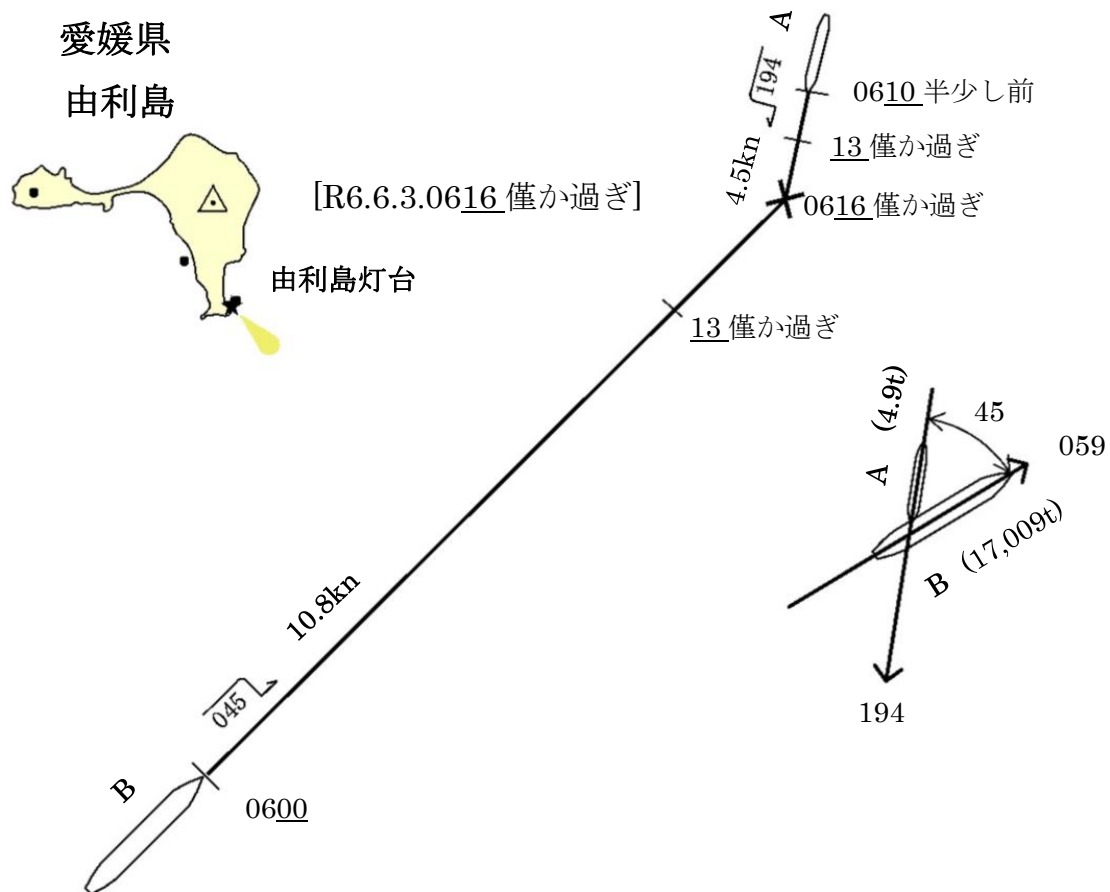 愛媛県
由利島
[R6.6.3.0616 僅か過ぎ]
由利島灯台
A
194
4.5kn
0610 半少し前
13 僅か過ぎ
0616 僅か過ぎ
13 僅か過ぎ
10.8kn
045
B
0600
A (4.9t)
45
059
B (17,009t)
194